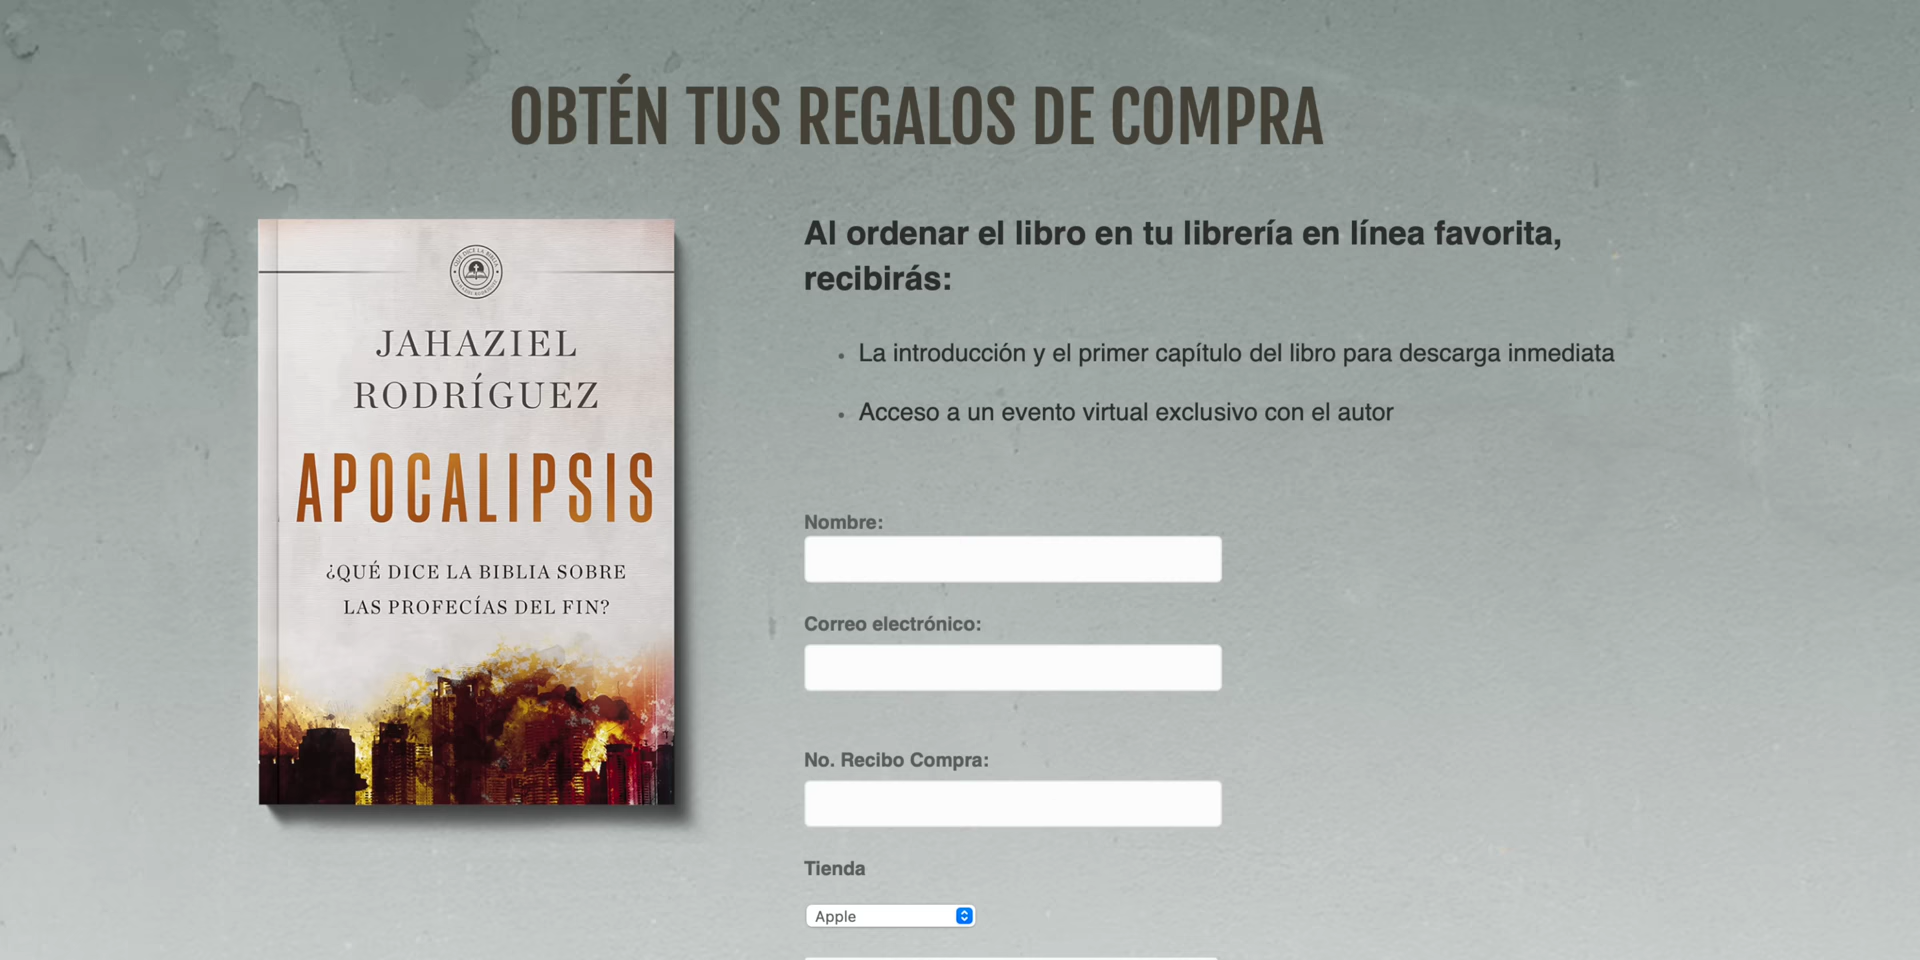 OBTÉN TUS REGALOS DE COMPRA
JAHAZIEL
RODRÍGUEZ
APOCALIPSIS
¿QUÉ DICE LA BIBLIA SOBRE
LAS PROFECÍAS DEL FIN?
Al ordenar el libro en tu librería en línea favorita,
recibirás:
La introducción y el primer capítulo del libro para descarga inmediata
Acceso a un evento virtual exclusivo con el autor
Nombre:
Correo electrónico:
No. Recibo Compra:
Tienda
Apple